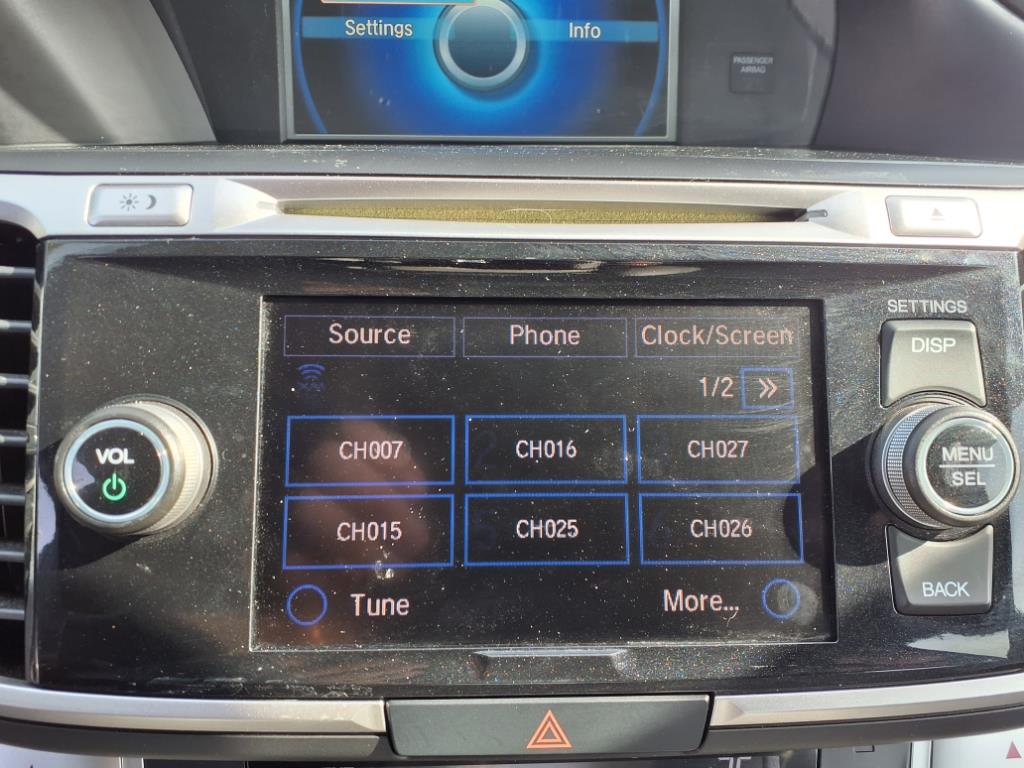 Settings Info
PASSENGER
AIRBAG
SETTINGS
Source Phone Clock/Screen
DISP
1/2 »
CH007 CH016 CH027
VOL
MENU
SEL
CH015 CH025 CH026
BACK
Tune More...